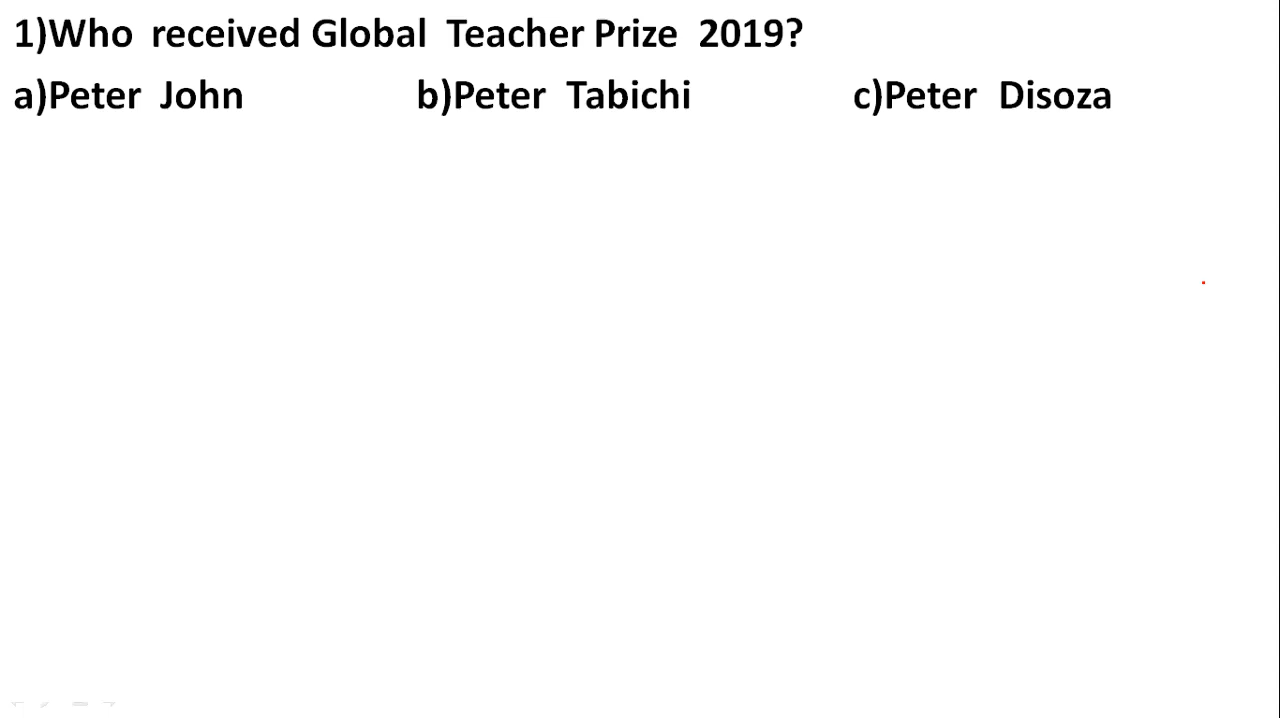 1)Who received Global Teacher Prize 2019?
a)Peter John b)Peter Tabichi c)Peter Disoza